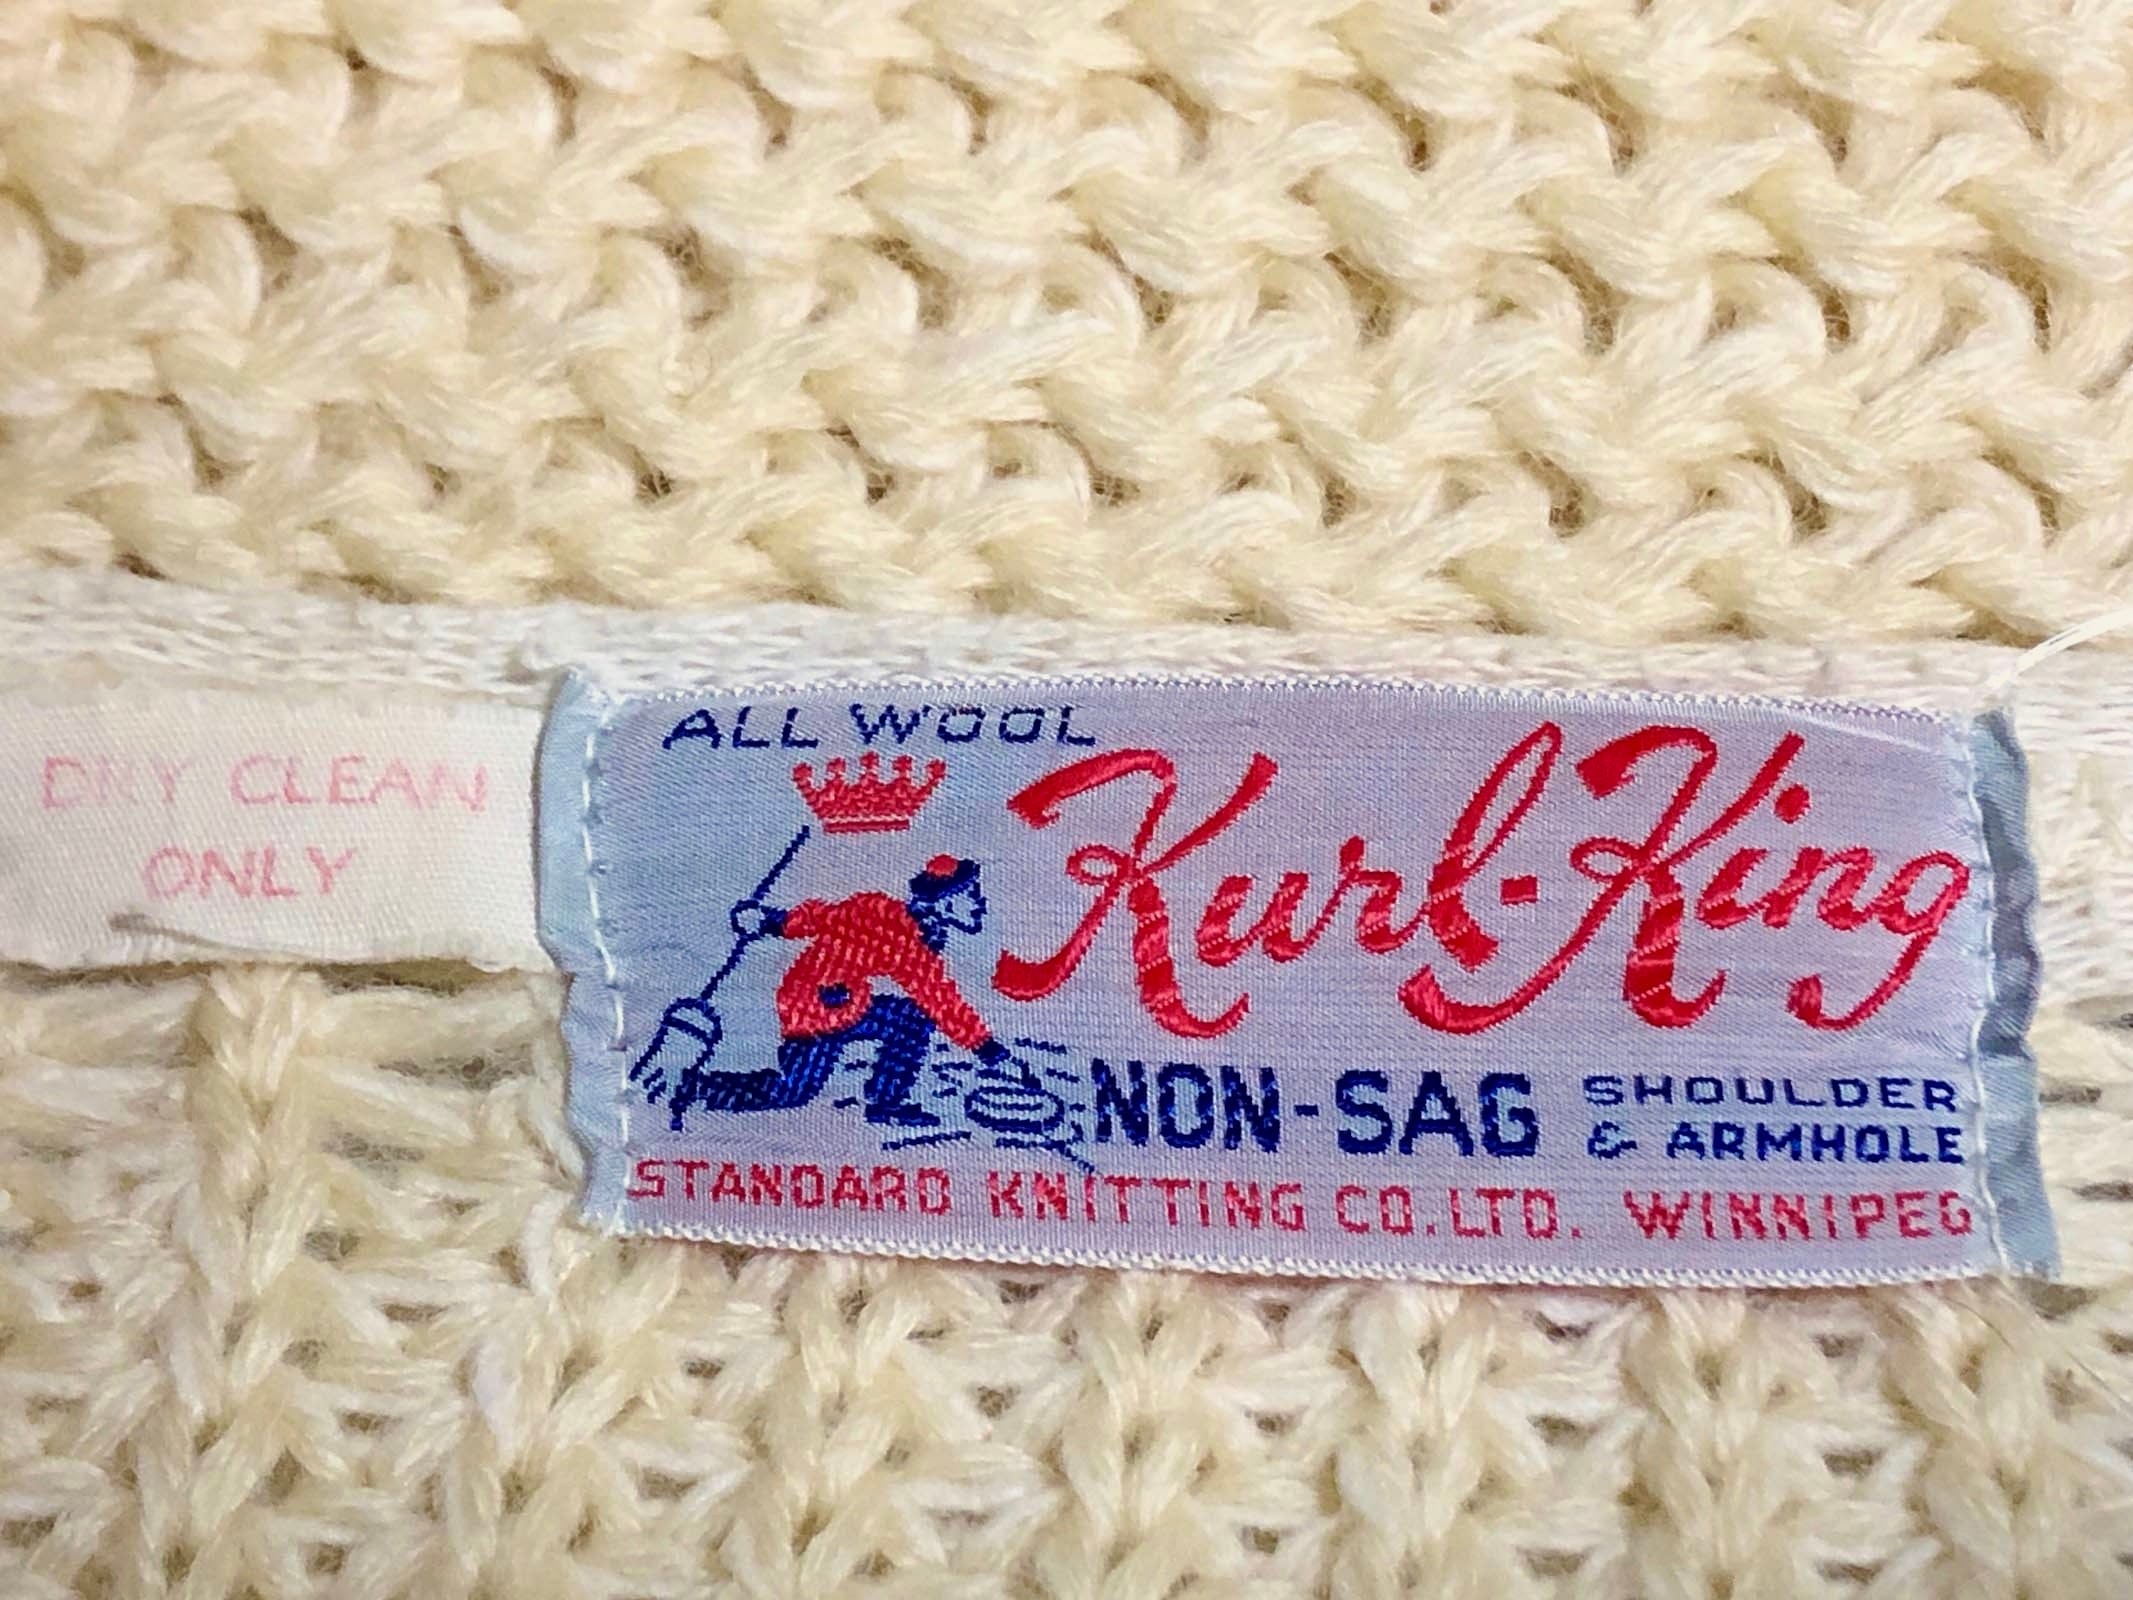 DRY CLEAN
ONLY
ALL WOOL
Kurl-King
NON-SAG SHOULDER
& ARMHOLE
STANDARD KNITTING CO. LTD. WINNIPEG